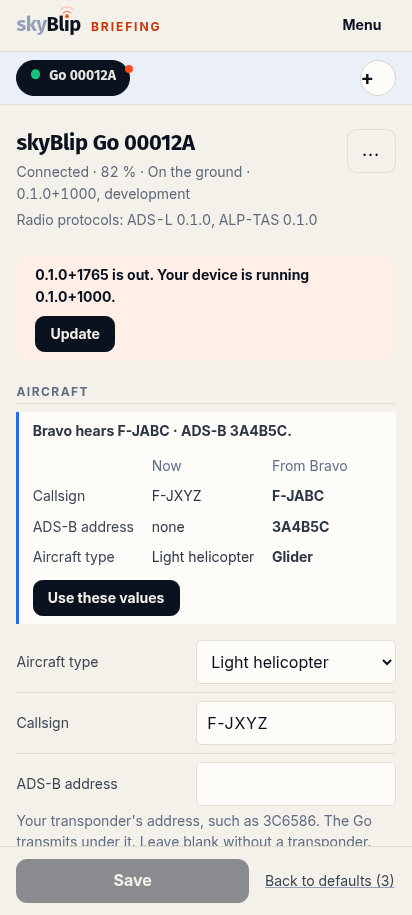 skyBlip BRIEFING Menu
Go 00012A +
skyBlip Go 00012A ...
Connected · 82 % · On the ground ·
0.1.0+1000, development
Radio protocols: ADS-L 0.1.0, ALP-TAS 0.1.0
0.1.0+1765 is out. Your device is running
0.1.0+1000.
Update
AIRCRAFT
Bravo hears F-JABC · ADS-B 3A4B5C.
Now From Bravo
Callsign F-JXYZ F-JABC
ADS-B address none 3A4B5C
Aircraft type Light helicopter Glider
Use these values
Aircraft type Light helicopter
Callsign F-JXYZ
ADS-B address
Your transponder's address, such as 3C6586. The Go
transmits under it. Leave blank without a transponder.
Save Back to defaults (3)